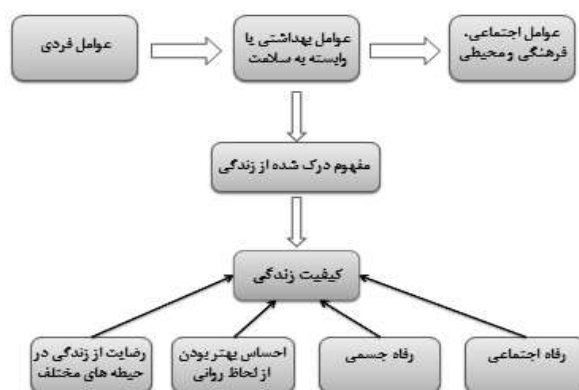 عوامل فردی
عوامل بهداشتی یا
وابسته به سلامت
عوامل اجتماعی،
فرهنگی و محیطی
مفهوم درک شده از زندگی
کیفیت زندگی
رضایت از زندگی در
حیطه های مختلف
احساس بهتر بودن
از لحاظ روانی
رفاه جسمی
رفاه اجتماعی